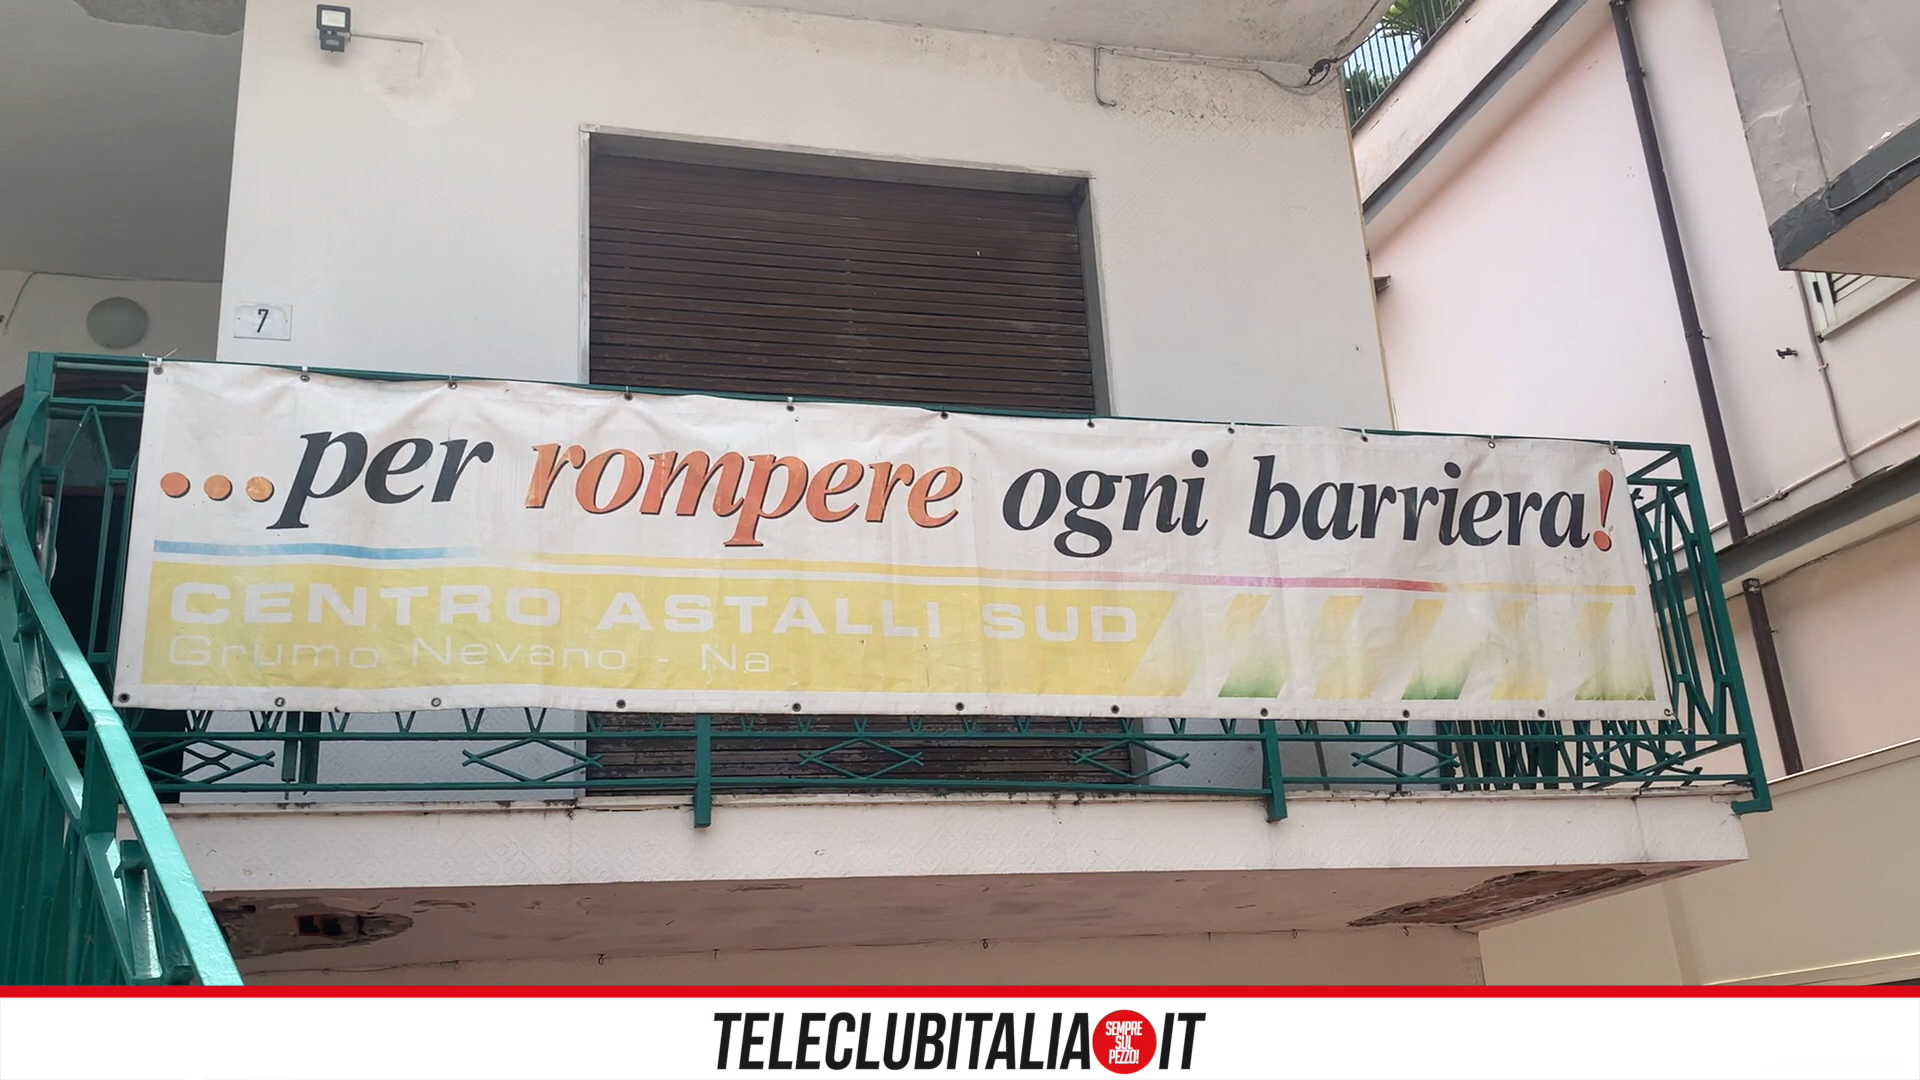 7
...per rompere ogni barriera!
CENTRO ASTALLI SUD
Grumo Nevano - Na
TELECLUBITALIA SEMPRE SUL PEZZO! IT